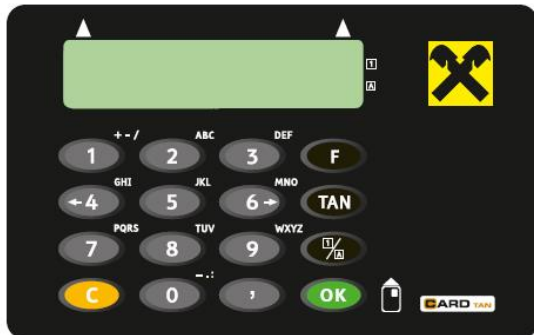 1
A
+ - / ABC DEF
1 2 3 F
GHI JKL MNO
←4 5 6→ TAN
PQRS TUV WXYZ
7 8 9 1/A
- . :
C 0 , OK
CARD TAN